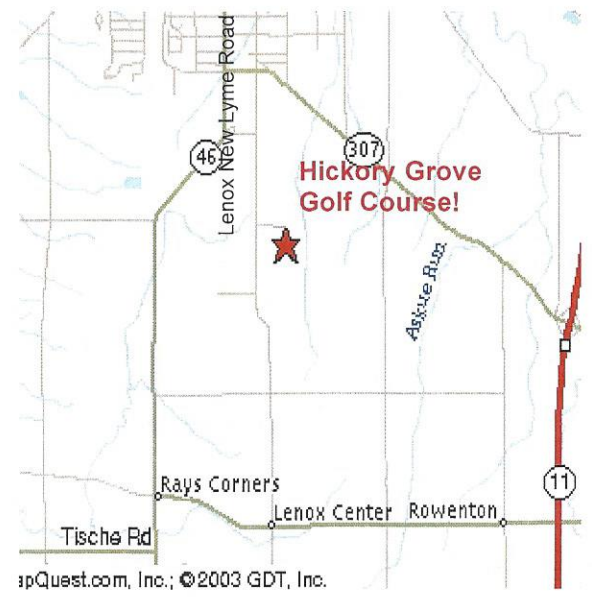 Lenox New Lyme Road
46
307
Hickory Grove
Golf Course!
Askue Run
11
Rays Corners
Lenox Center
Rowenton
Tische Rd
apQuest.com, Inc.; ©2003 GDT, Inc.